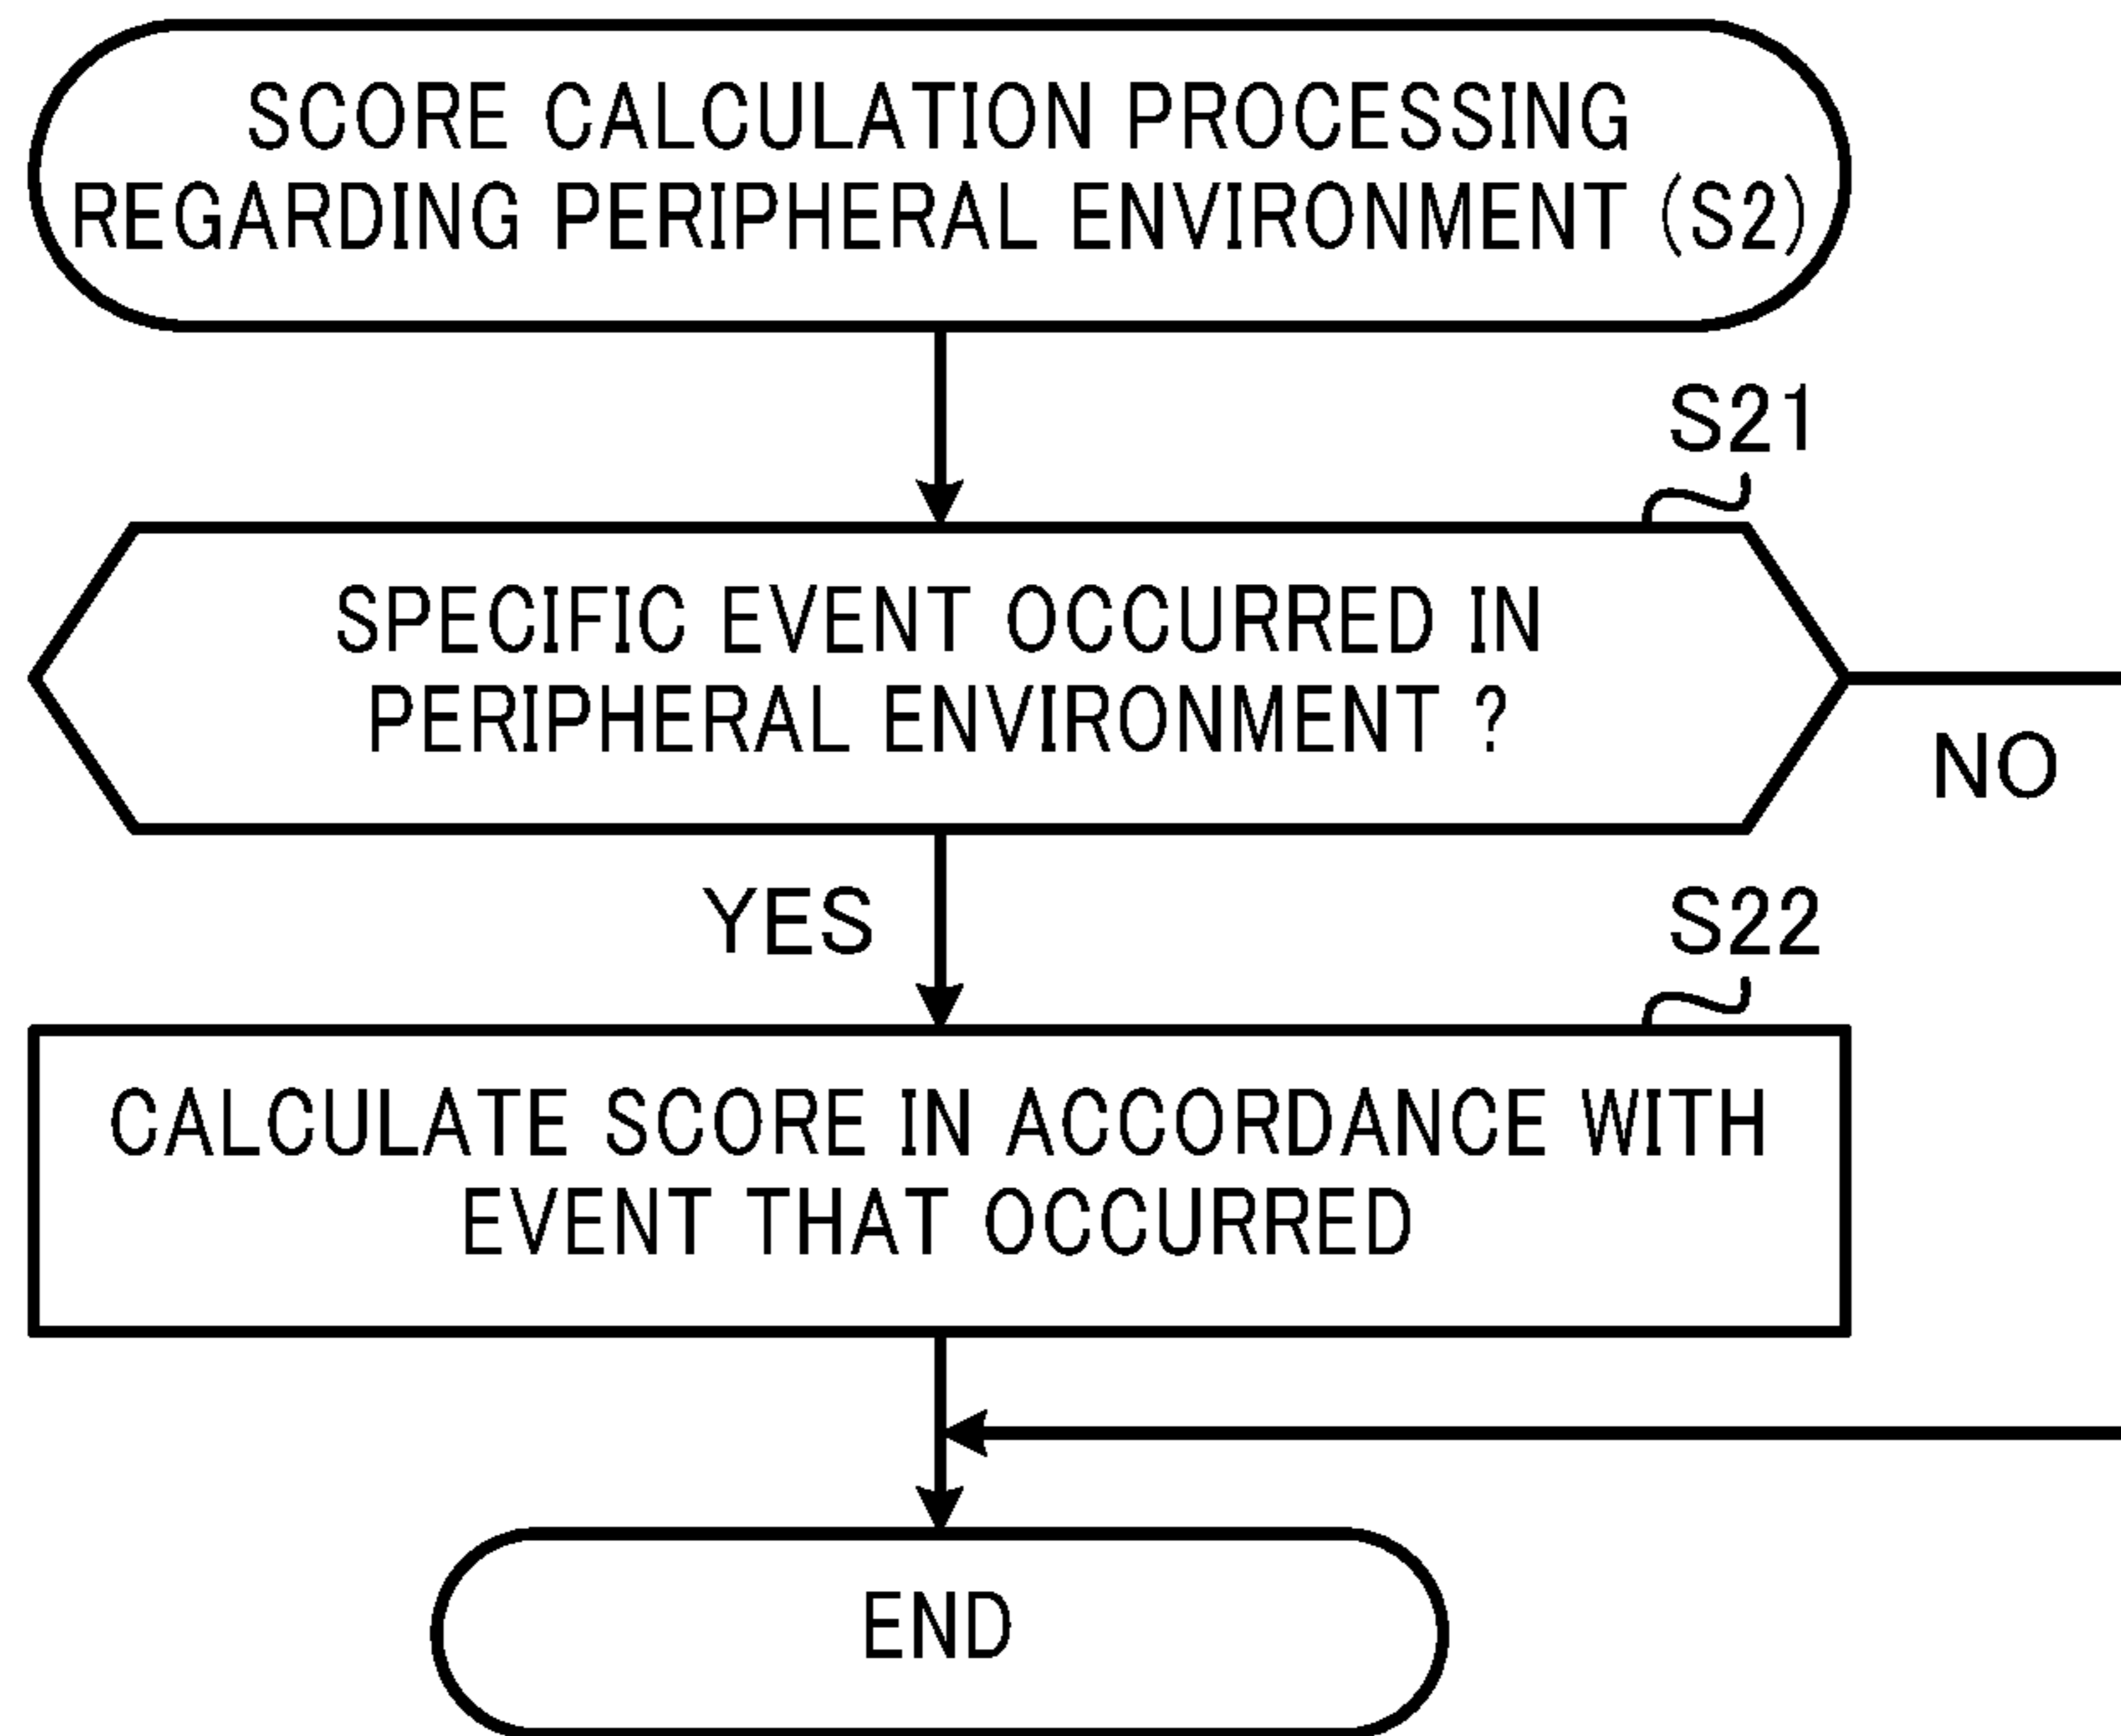 SCORE CALCULATION PROCESSING
REGARDING PERIPHERAL ENVIRONMENT (S2)
S21
SPECIFIC EVENT OCCURRED IN
PERIPHERAL ENVIRONMENT ?
NO
YES
S22
CALCULATE SCORE IN ACCORDANCE WITH
EVENT THAT OCCURRED
END